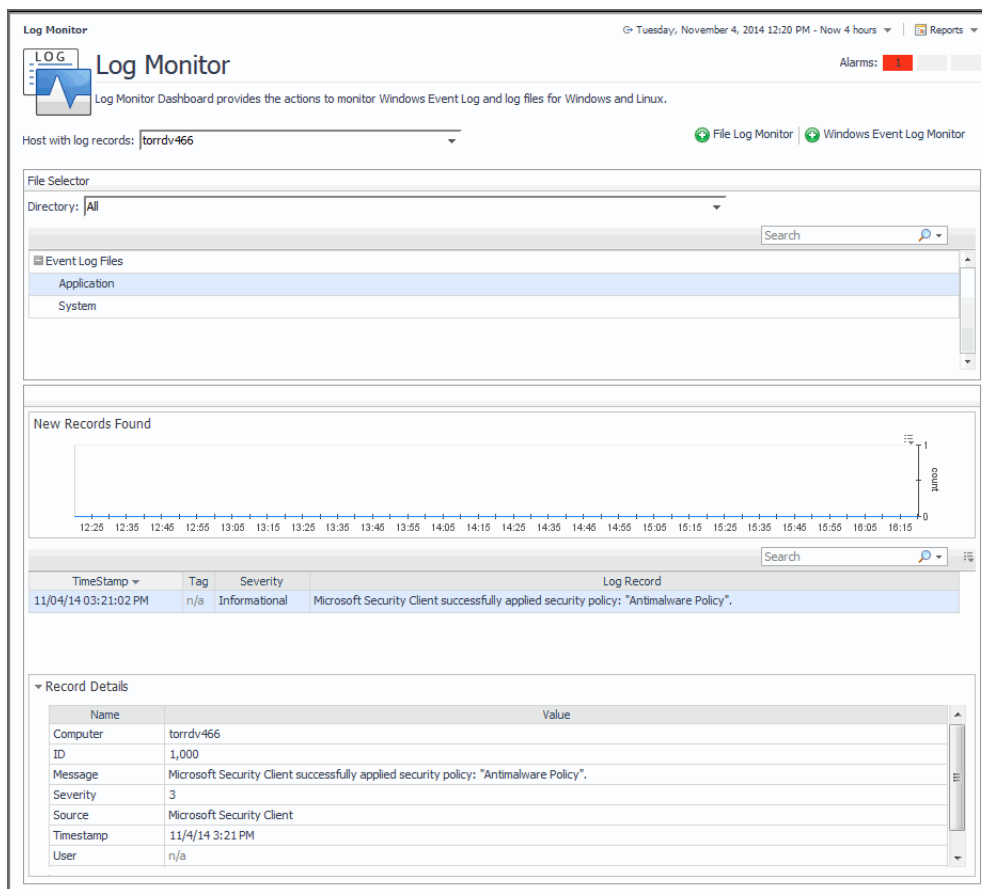 Log Monitor
Tuesday, November 4, 2014 12:20 PM - Now 4 hours
Reports
LOG
Log Monitor
Alarms: 1
Log Monitor Dashboard provides the actions to monitor Windows Event Log and log files for Windows and Linux.
Host with log records: torrdv466
File Log Monitor
Windows Event Log Monitor
File Selector
Directory: All
Search
Event Log Files
Application
System
New Records Found
1
count
0
12:25 12:35 12:45 12:55 13:05 13:15 13:25 13:35 13:45 13:55 14:05 14:15 14:25 14:35 14:45 14:55 15:05 15:15 15:25 15:35 15:45 15:55 16:05 16:15
Search
TimeStamp Tag Severity Log Record
11/04/14 03:21:02 PM n/a Informational Microsoft Security Client successfully applied security policy: "Antimalware Policy".
Record Details
Name Value
Computer torrdv466
ID 1,000
Message Microsoft Security Client successfully applied security policy: "Antimalware Policy".
Severity 3
Source Microsoft Security Client
Timestamp 11/4/14 3:21 PM
User n/a